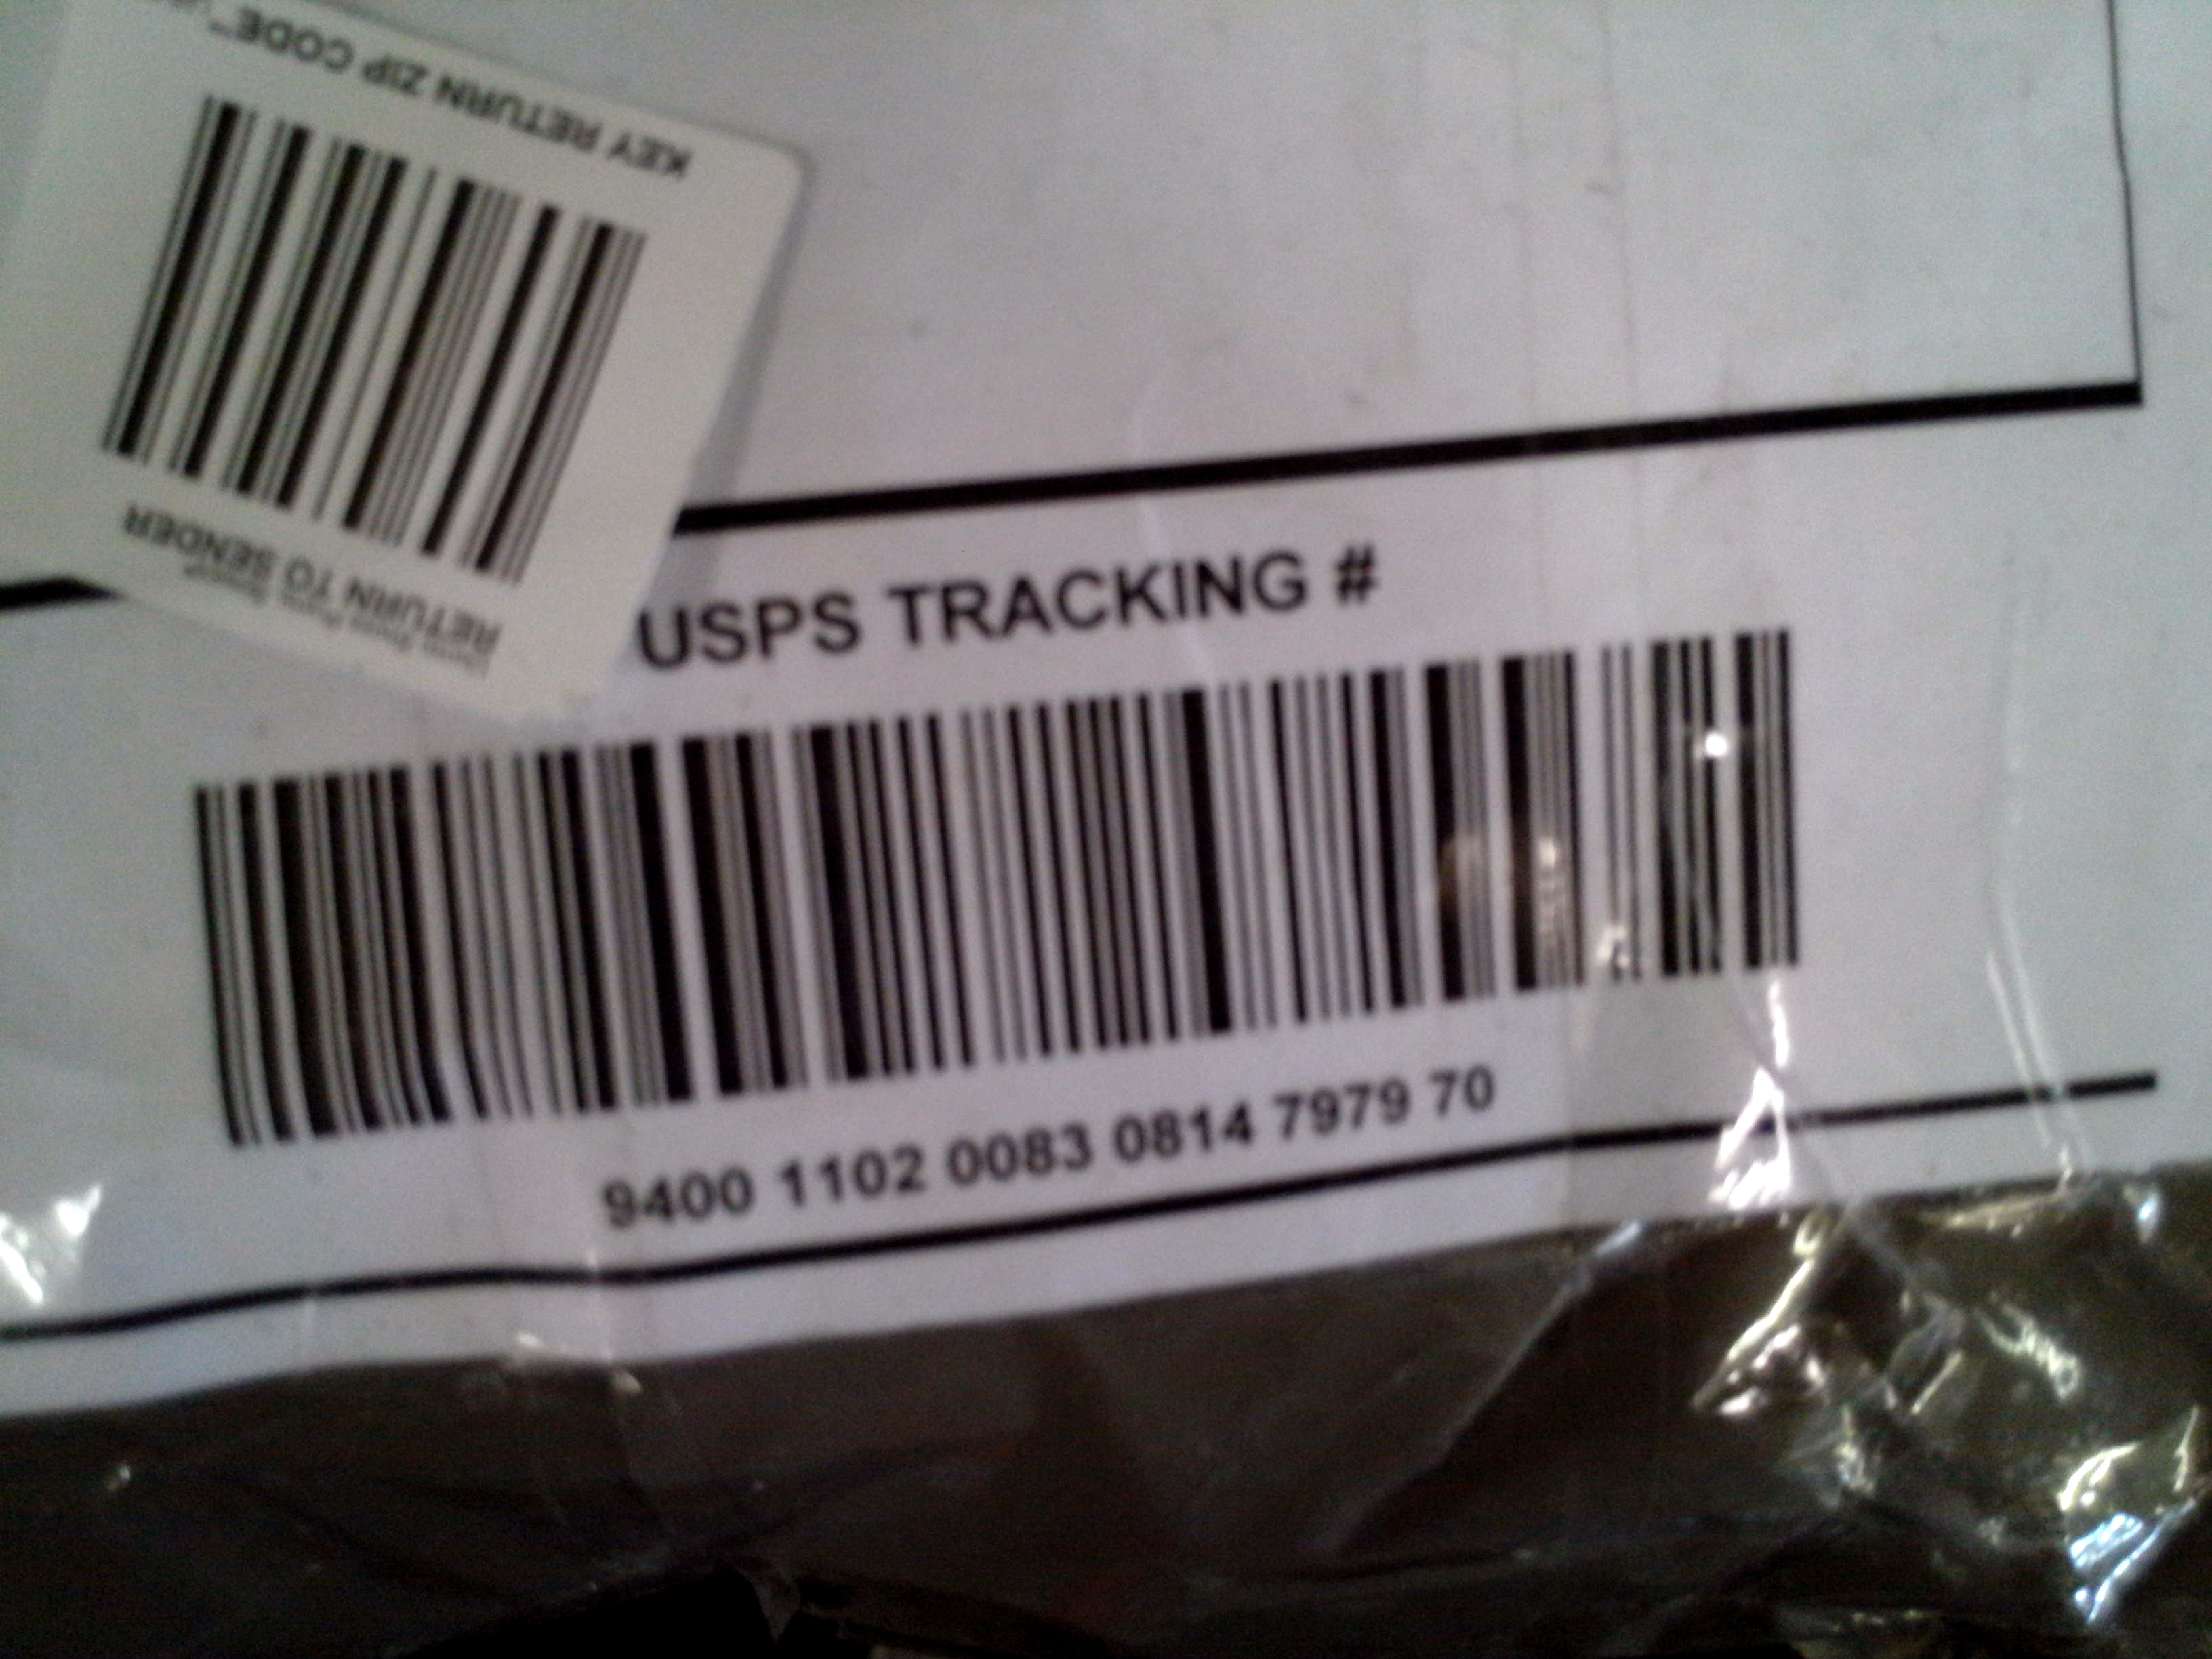 KEY RETURN ZIP CODE
RETURN TO SENDER
USPS TRACKING #
9400 1102 0083 0814 7979 70